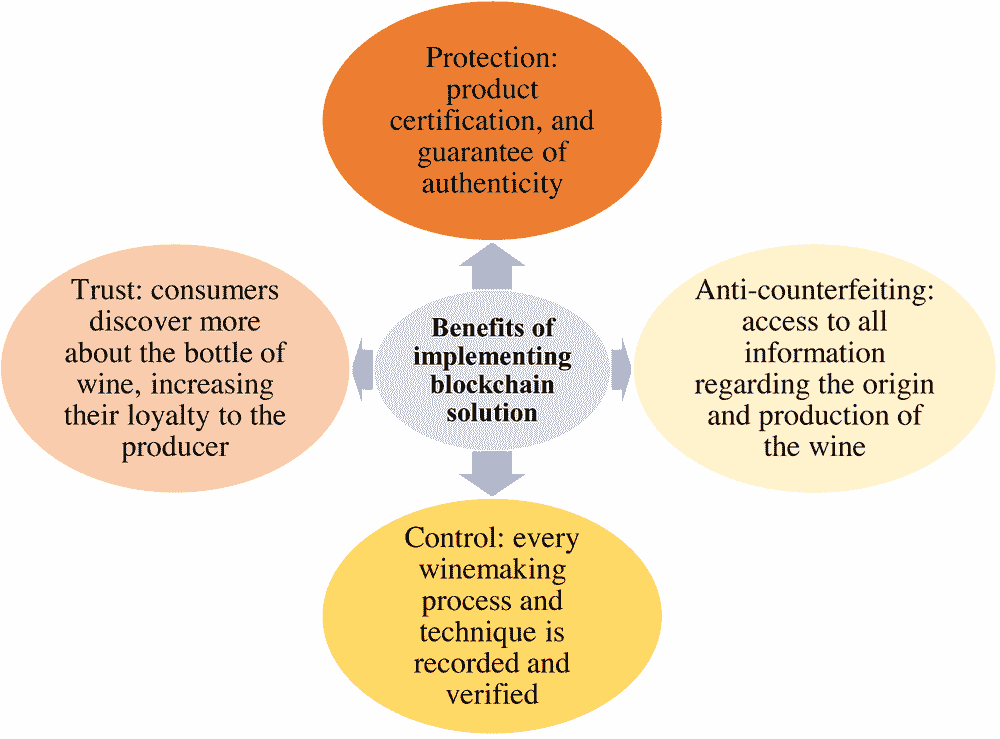 Protection:
product
certification, and
guarantee of
authenticity
Trust: consumers
discover more
about the bottle of
wine, increasing
their loyalty to the
producer
Benefits of
implementing
blockchain
solution
Anti-counterfeiting:
access to all
information
regarding the origin
and production of
the wine
Control: every
winemaking
process and
technique is
recorded and
verified